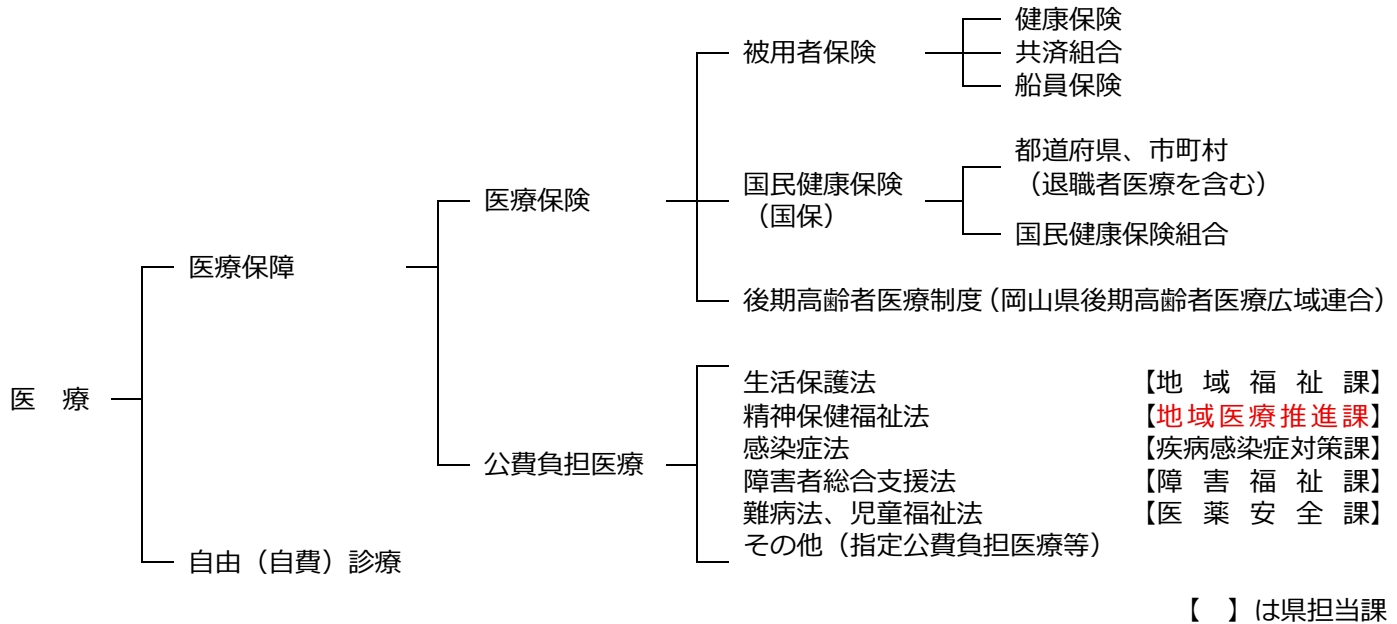 健康保険
被用者保険
共済組合
船員保険
都道府県、市町村
（退職者医療を含む）
医療保険
国民健康保険
（国保）
国民健康保険組合
医療保障
後期高齢者医療制度（岡山県後期高齢者医療広域連合）
医　療
生活保護法　【地域福祉課】
精神保健福祉法　【地域医療推進課】
感染症法　【疾病感染症対策課】
公費負担医療
障害者総合支援法　【障害福祉課】
難病法、児童福祉法　【医薬安全課】
その他（指定公費負担医療等）
自由（自費）診療
【　】は県担当課